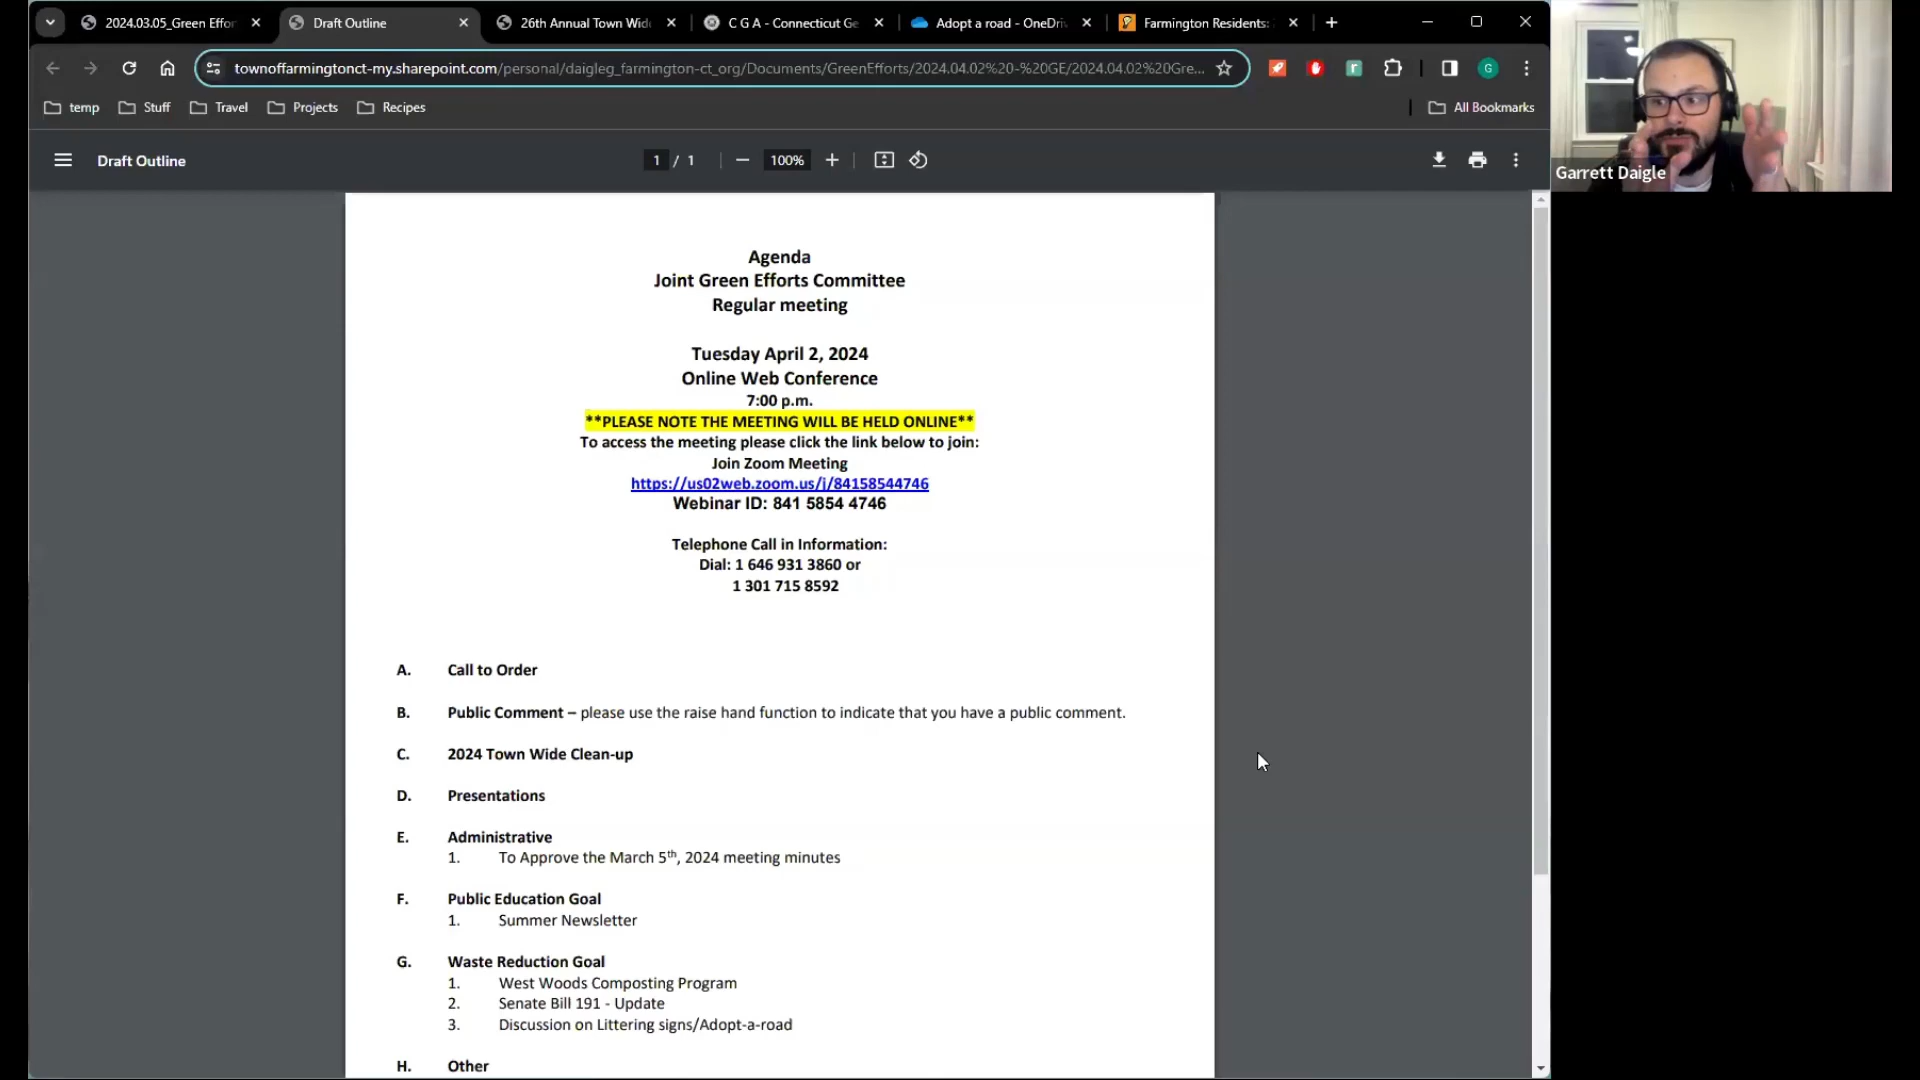 2024.03.05_Green Effor
Draft Outline
26th Annual Town Wid
C G A - Connecticut Ge
Adopt a road - OneDri
Farmington Residents:
townoffarmingtonct-my.sharepoint.com/personal/daigleg_farmington-ct_org/Documents/GreenEfforts/2024.04.02%20-%20GE/2024.04.02%20Gre...
G
temp
Stuff
Travel
Projects
Recipes
All Bookmarks
Draft Outline
1 / 1
100%
Garrett Daigle
Agenda
Joint Green Efforts Committee
Regular meeting
Tuesday April 2, 2024
Online Web Conference
7:00 p.m.
**PLEASE NOTE THE MEETING WILL BE HELD ONLINE**
To access the meeting please click the link below to join:
Join Zoom Meeting
https://us02web.zoom.us/j/84158544746
Webinar ID: 841 5854 4746
Telephone Call in Information:
Dial: 1 646 931 3860 or
1 301 715 8592
A. Call to Order
B. Public Comment – please use the raise hand function to indicate that you have a public comment.
C. 2024 Town Wide Clean-up
D. Presentations
E. Administrative
1. To Approve the March 5th, 2024 meeting minutes
F. Public Education Goal
1. Summer Newsletter
G. Waste Reduction Goal
1. West Woods Composting Program
2. Senate Bill 191 - Update
3. Discussion on Littering signs/Adopt-a-road
H. Other